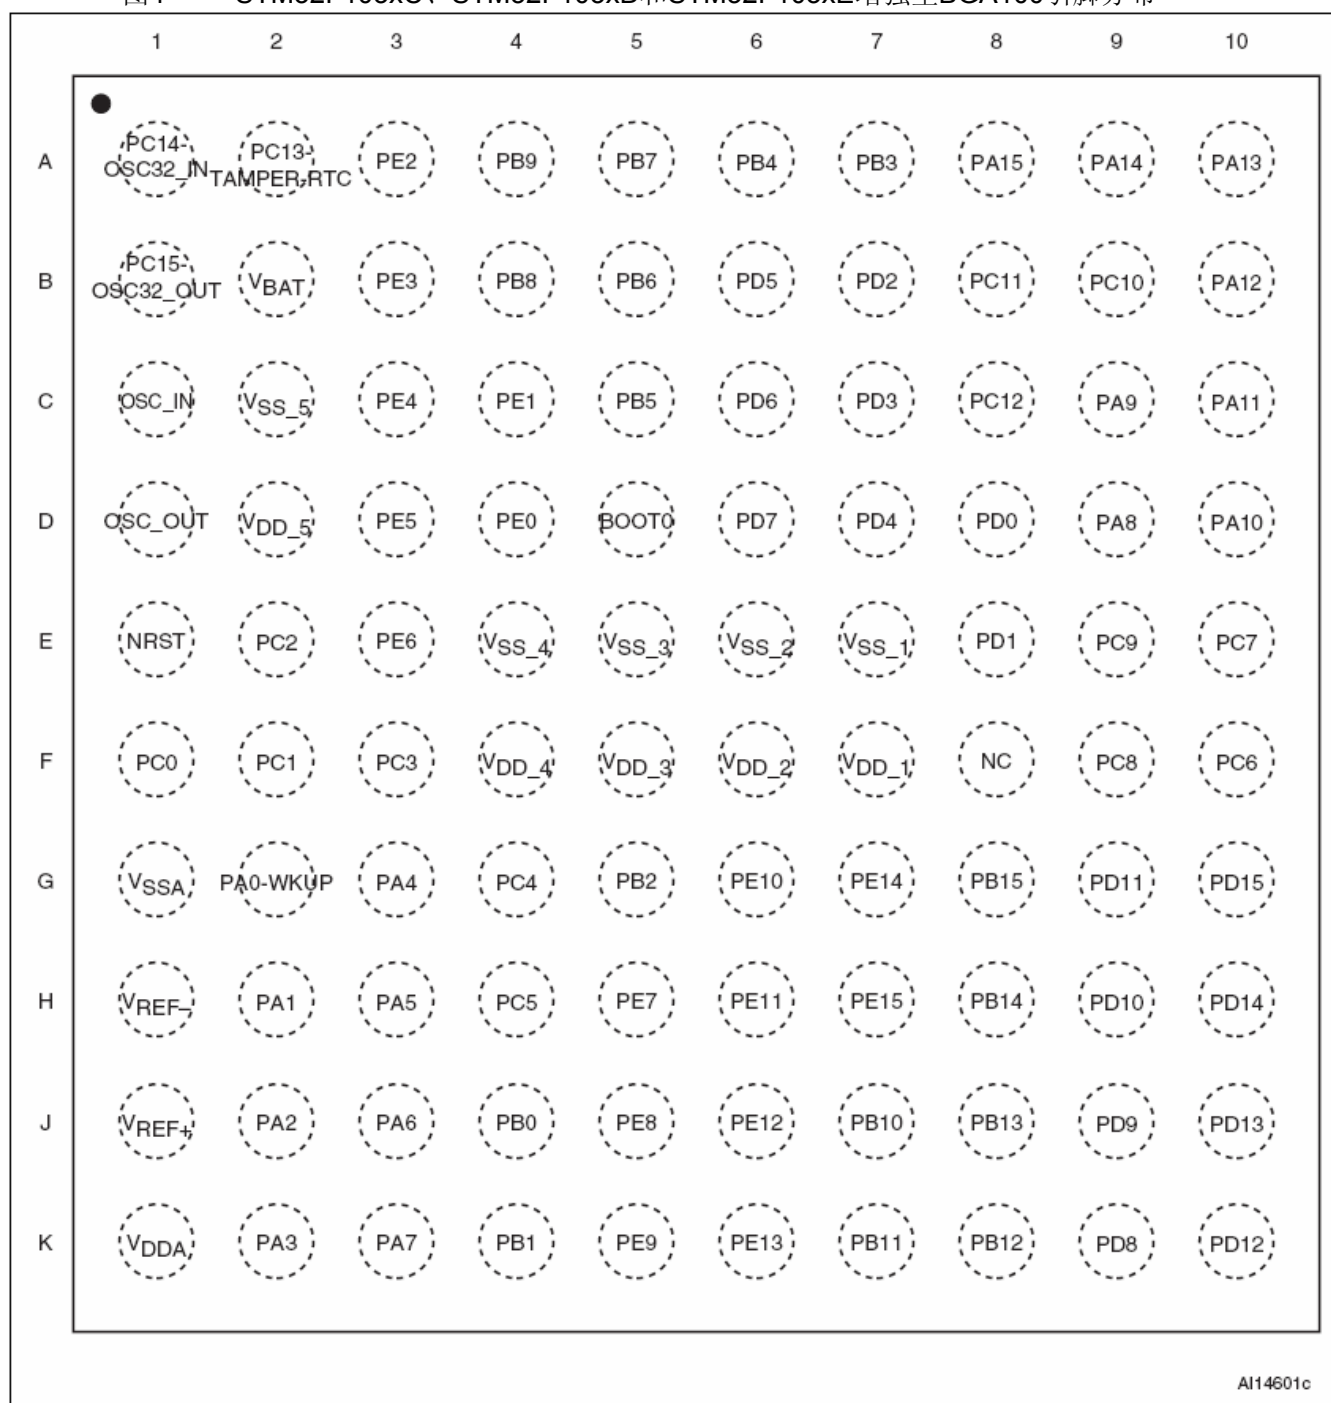 1 2 3 4 5 6 7 8 9 10
A PC14-OSC32_IN PC13-TAMPER-RTC PE2 PB9 PB7 PB4 PB3 PA15 PA14 PA13
B PC15-OSC32_OUT VBAT PE3 PB8 PB6 PD5 PD2 PC11 PC10 PA12
C OSC_IN VSS_5 PE4 PE1 PB5 PD6 PD3 PC12 PA9 PA11
D OSC_OUT VDD_5 PE5 PE0 BOOT0 PD7 PD4 PD0 PA8 PA10
E NRST PC2 PE6 VSS_4 VSS_3 VSS_2 VSS_1 PD1 PC9 PC7
F PC0 PC1 PC3 VDD_4 VDD_3 VDD_2 VDD_1 NC PC8 PC6
G VSSA PA0-WKUP PA4 PC4 PB2 PE10 PE14 PB15 PD11 PD15
H VREF– PA1 PA5 PC5 PE7 PE11 PE15 PB14 PD10 PD14
J VREF+ PA2 PA6 PB0 PE8 PE12 PB10 PB13 PD9 PD13
K VDDA PA3 PA7 PB1 PE9 PE13 PB11 PB12 PD8 PD12
AI14601c